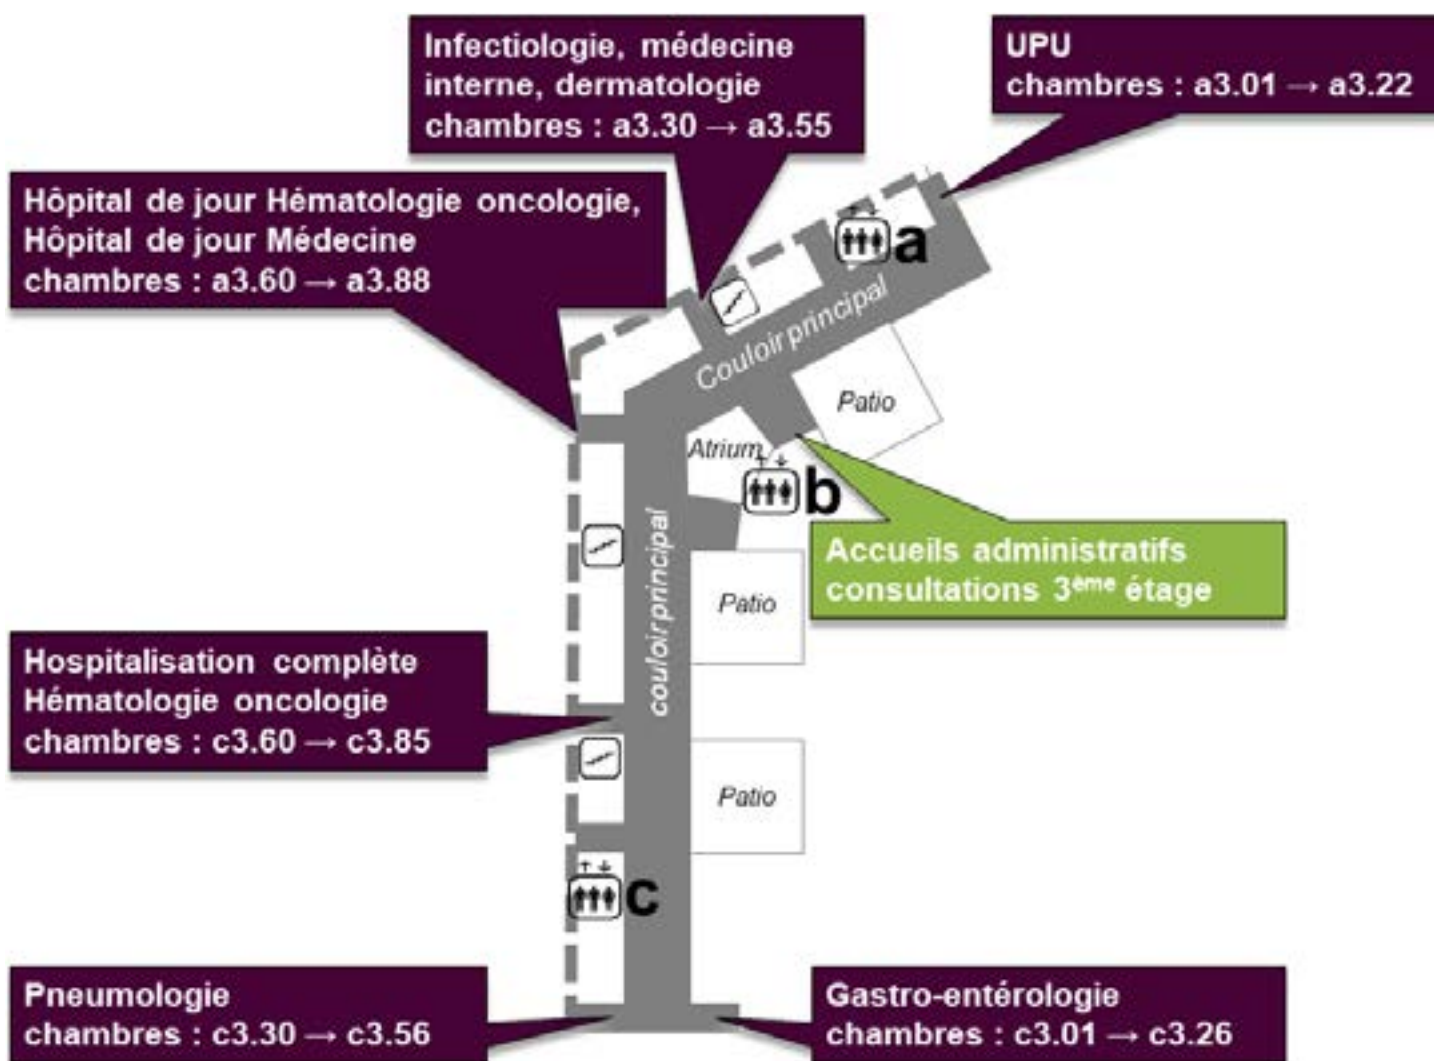 Infectiologie, médecine
interne, dermatologie
chambres : a3.30 → a3.55
UPU
chambres : a3.01 → a3.22
Hôpital de jour Hématologie oncologie,
Hôpital de jour Médecine
chambres : a3.60 → a3.88
a
Couloir principal
Patio
Atrium
b
couloir principal
Accueils administratifs
consultations 3ème étage
Patio
Hospitalisation complète
Hématologie oncologie
chambres : c3.60 → c3.85
Patio
c
Pneumologie
chambres : c3.30 → c3.56
Gastro-entérologie
chambres : c3.01 → c3.26